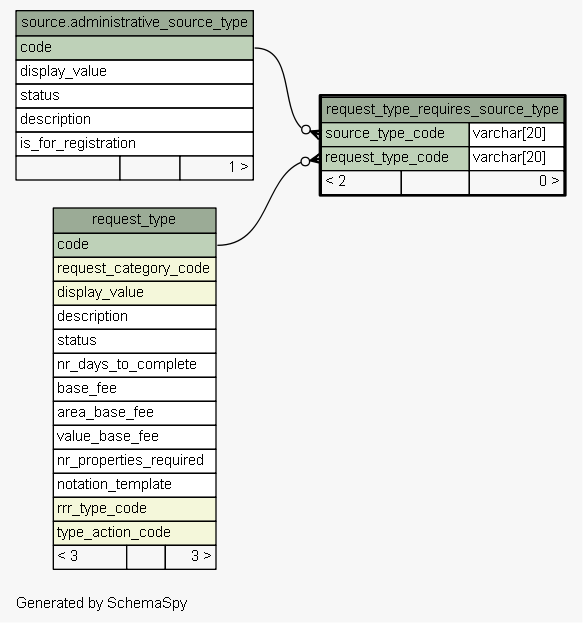 source.administrative_source_type
code
display_value
status
description
is_for_registration
1 >
request_type_requires_source_type
source_type_code varchar[20]
request_type_code varchar[20]
< 2 0 >
request_type
code
request_category_code
display_value
description
status
nr_days_to_complete
base_fee
area_base_fee
value_base_fee
nr_properties_required
notation_template
rrr_type_code
type_action_code
< 3 3 >
Generated by SchemaSpy